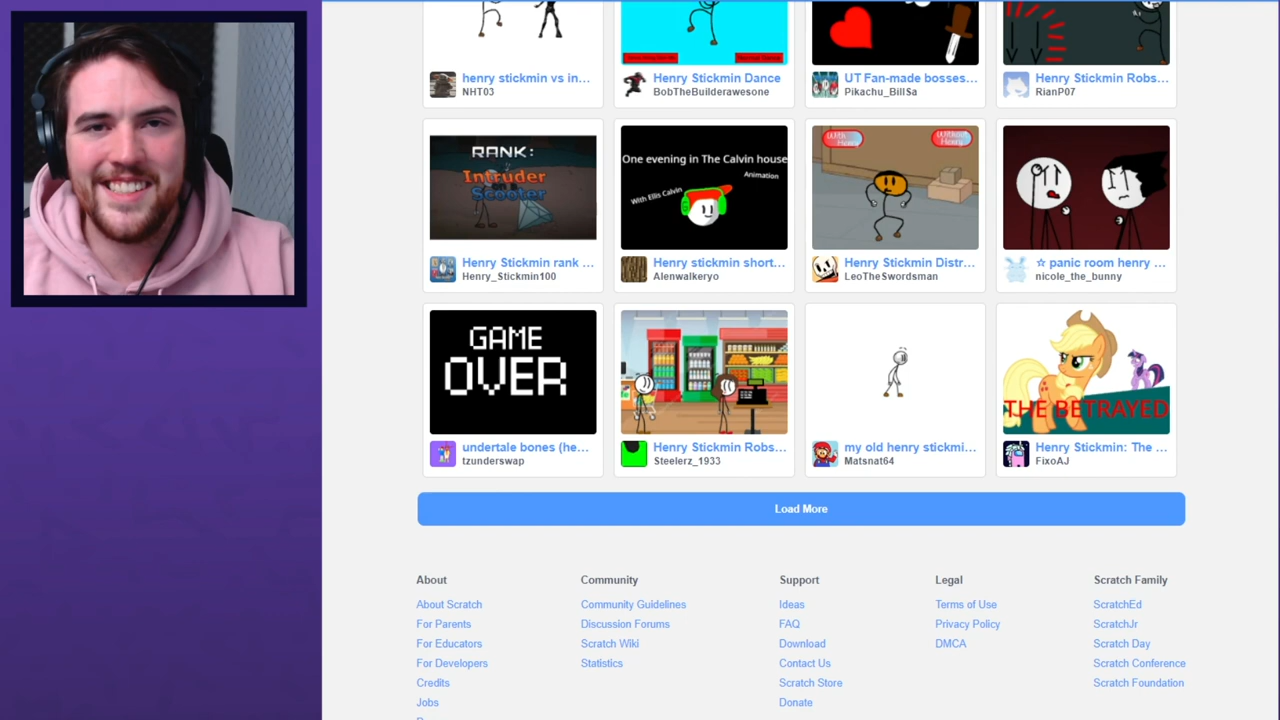 henry stickmin vs in...
NHT03
Henry Stickmin Dance
BobTheBuilderawesone
UT Fan-made bosses...
Pikachu_BillSa
Henry Stickmin Robs...
RianP07
RANK:
Intruder
Scooter
Henry Stickmin rank ...
Henry_Stickmin100
One evening in The Calvin house
Animation
With Ellis Calvin
Henry stickmin short...
Alenwalkeryo
With Henry
Without Henry
Henry Stickmin Distr...
LeoTheSwordsman
☆ panic room henry ...
nicole_the_bunny
GAME
OVER
undertale bones (he...
tzunderswap
Henry Stickmin Robs...
Steelerz_1933
my old henry stickmi...
Matsnat64
THE BETRAYED
Henry Stickmin: The ...
FixoAJ
Load More
About
About Scratch
For Parents
For Educators
For Developers
Credits
Jobs
Community
Community Guidelines
Discussion Forums
Scratch Wiki
Statistics
Support
Ideas
FAQ
Download
Contact Us
Scratch Store
Donate
Legal
Terms of Use
Privacy Policy
DMCA
Scratch Family
ScratchEd
ScratchJr
Scratch Day
Scratch Conference
Scratch Foundation